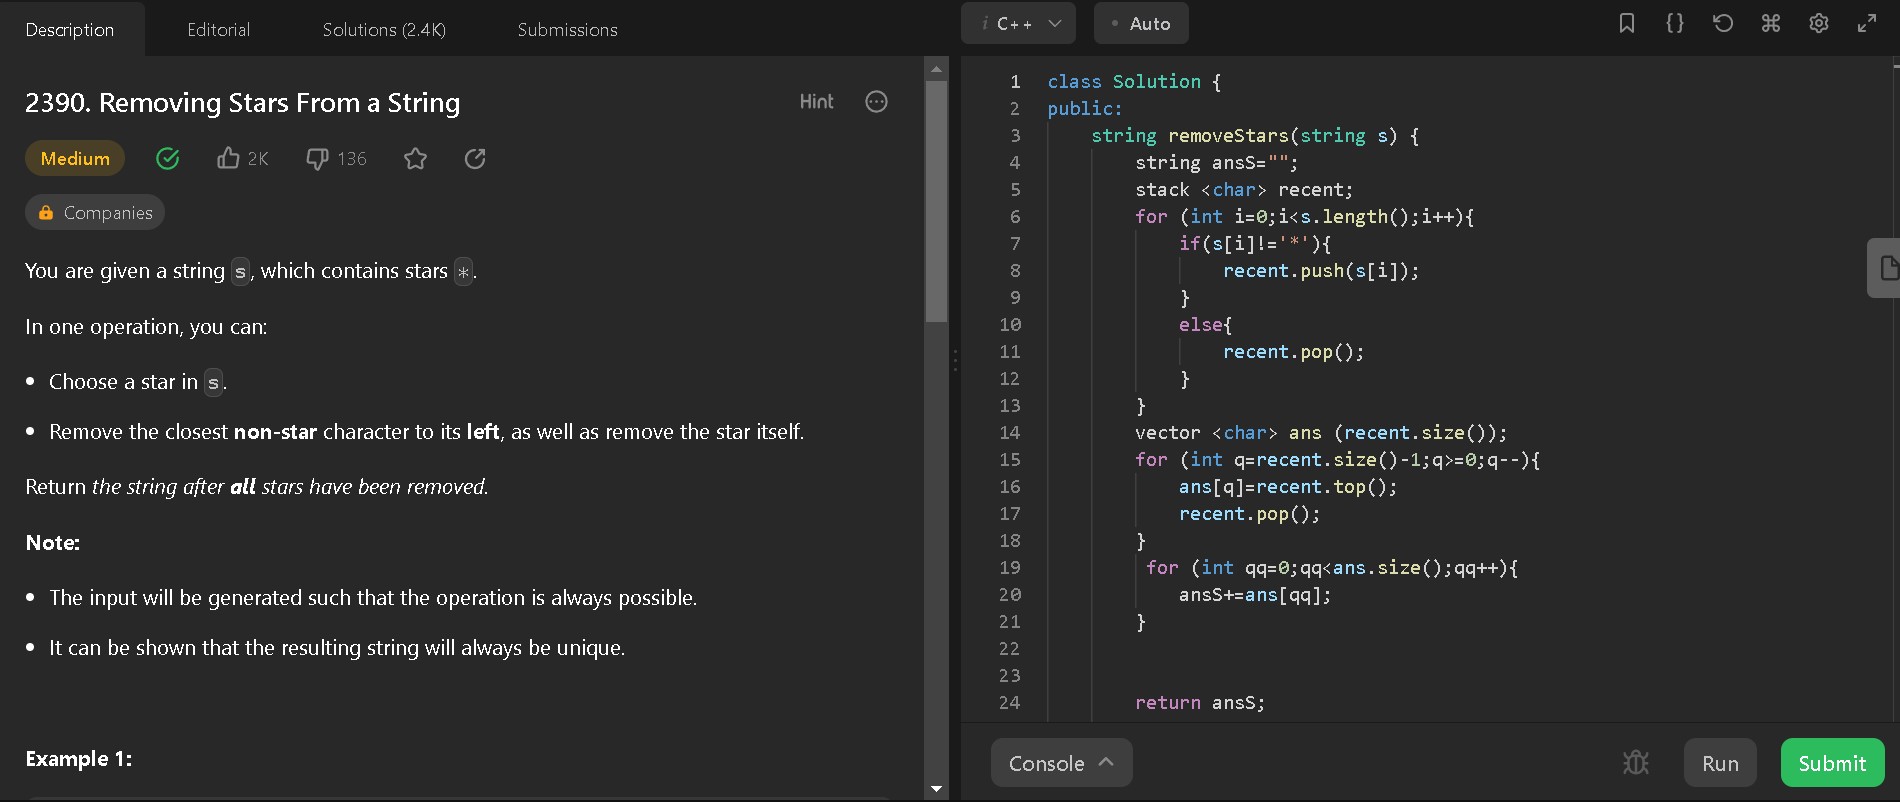 Description Editorial Solutions (2.4K) Submissions
2390. Removing Stars From a String Hint
Medium 2K 136
Companies
You are given a string s, which contains stars *.
In one operation, you can:
• Choose a star in s.
• Remove the closest non-star character to its left, as well as remove the star itself.
Return the string after all stars have been removed.
Note:
• The input will be generated such that the operation is always possible.
• It can be shown that the resulting string will always be unique.
Example 1:
i C++ • Auto
1 class Solution {
2 public:
3     string removeStars(string s) {
4         string ansS="";
5         stack <char> recent;
6         for (int i=0;i<s.length();i++){
7             if(s[i]!='*'){
8                 recent.push(s[i]);
9             }
10             else{
11                 recent.pop();
12             }
13         }
14         vector <char> ans (recent.size());
15         for (int q=recent.size()-1;q>=0;q--){
16             ans[q]=recent.top();
17             recent.pop();
18         }
19          for (int qq=0;qq<ans.size();qq++){
20             ansS+=ans[qq];
21         }
22
23
24         return ansS;
Console Run Submit